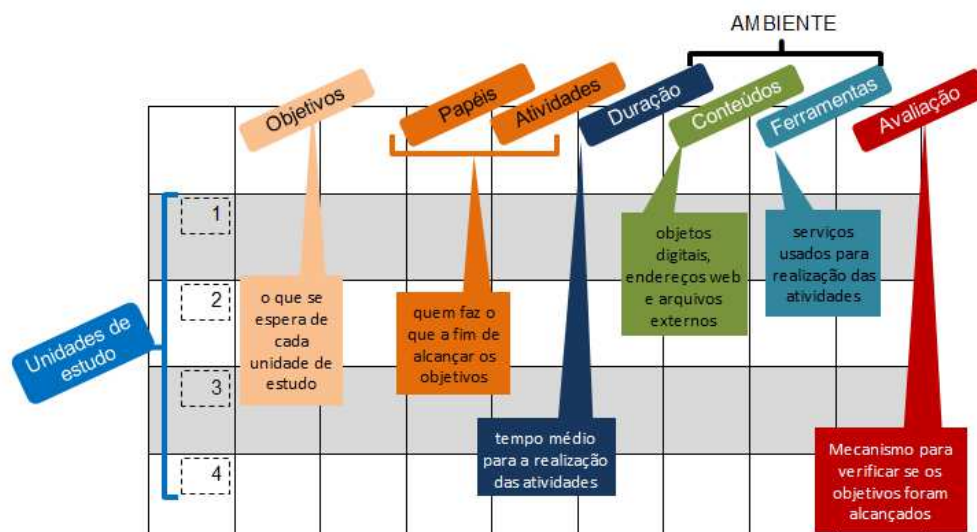 AMBIENTE
Objetivos
Papéis
Atividades
Duração
Conteúdos
Ferramentas
Avaliação
Unidades de
estudo
1
2
3
4
o que se
espera de
cada
unidade de
estudo
quem faz o
que a fim de
alcançar os
objetivos
tempo médio
para a realização
das atividades
objetos
digitais,
endereços web
e arquivos
externos
serviços
usados para
realização das
atividades
Mecanismo para
verificar se os
objetivos foram
alcançados